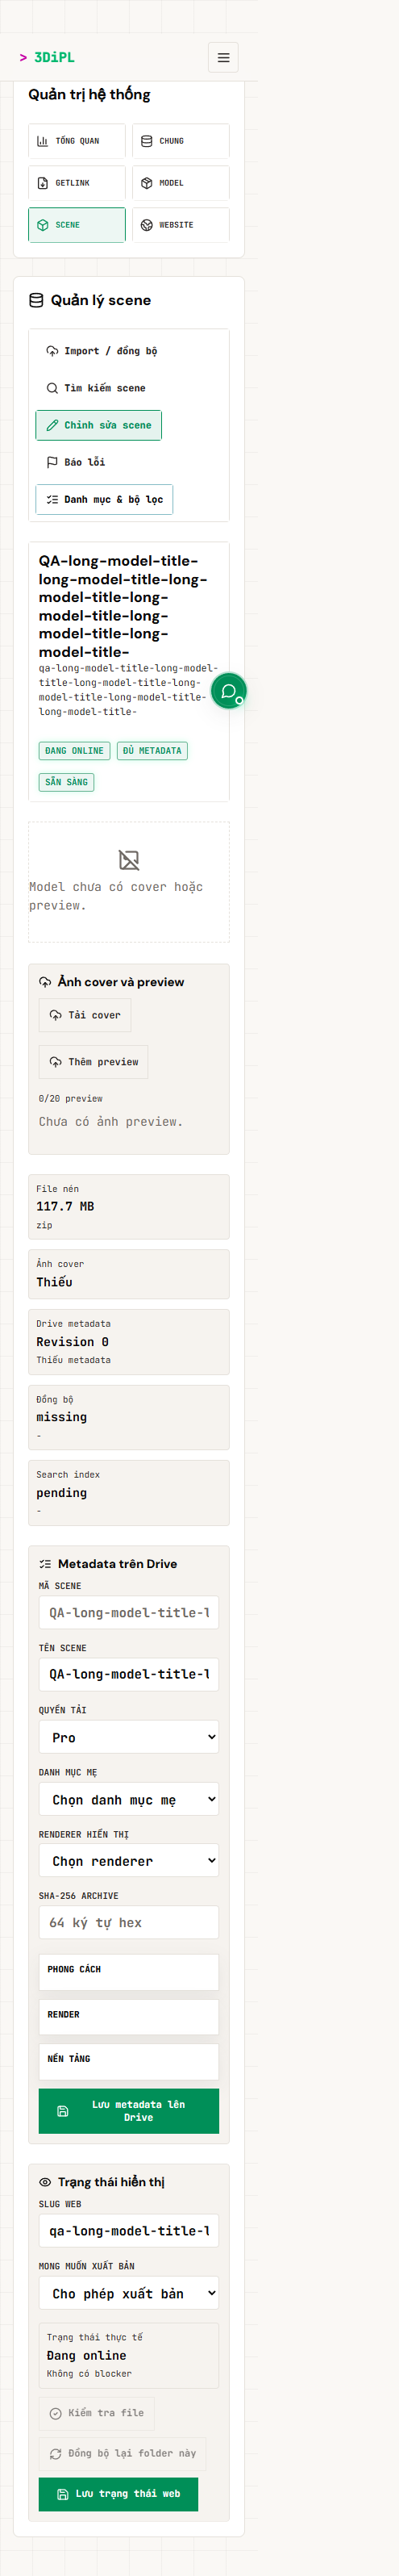 > 3DiPL
Quản trị hệ thống
TỔNG QUAN
CHUNG
GETLINK
MODEL
SCENE
WEBSITE
Quản lý scene
Import / đồng bộ
Tìm kiếm scene
Chỉnh sửa scene
Báo lỗi
Danh mục & bộ lọc
QA-long-model-title-
long-model-title-long-
model-title-long-
model-title-long-
model-title-long-
model-title-
qa-long-model-title-long-model-
title-long-model-title-long-
model-title-long-model-title-
long-model-title-
ĐANG ONLINE
ĐỦ METADATA
SẴN SÀNG
Model chưa có cover hoặc
preview.
Ảnh cover và preview
Tải cover
Thêm preview
0/20 preview
Chưa có ảnh preview.
File nén
117.7 MB
zip
Ảnh cover
Thiếu
Drive metadata
Revision 0
Thiếu metadata
Đồng bộ
missing
-
Search index
pending
-
Metadata trên Drive
MÃ SCENE
QA-long-model-title-l
TÊN SCENE
QA-long-model-title-l
QUYỀN TẢI
Pro
DANH MỤC MẸ
Chọn danh mục mẹ
RENDERER HIỂN THỊ
Chọn renderer
SHA-256 ARCHIVE
64 ký tự hex
PHONG CÁCH
RENDER
NỀN TẢNG
Lưu metadata lên
Drive
Trạng thái hiển thị
SLUG WEB
qa-long-model-title-l
MONG MUỐN XUẤT BẢN
Cho phép xuất bản
Trạng thái thực tế
Đang online
Không có blocker
Kiểm tra file
Đồng bộ lại folder này
Lưu trạng thái web